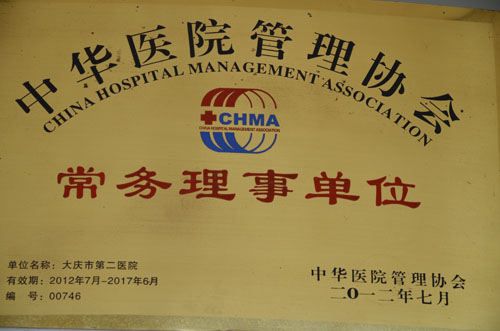 中华医院管理协会
CHINA HOSPITAL MANAGEMENT ASSOCIATION
CHMA
CHINA HOSPITAL MANAGEMENT ASSOCIATION
常务理事单位
单位名称：大庆市第二医院
有效期：2012年7月-2017年6月
编 号：00746
中华医院管理协会
二O一二年七月